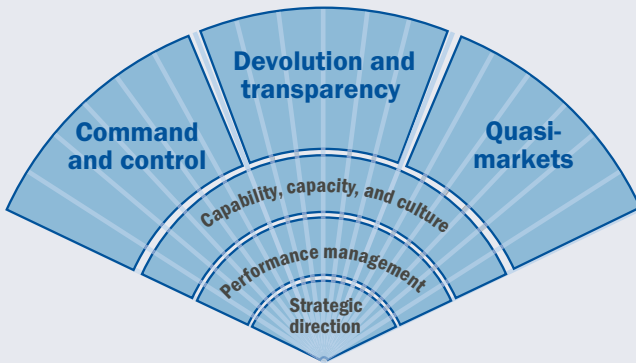 Devolution and
transparency
Command
and control
Quasi-
markets
Capability, capacity, and culture
Performance management
Strategic
direction